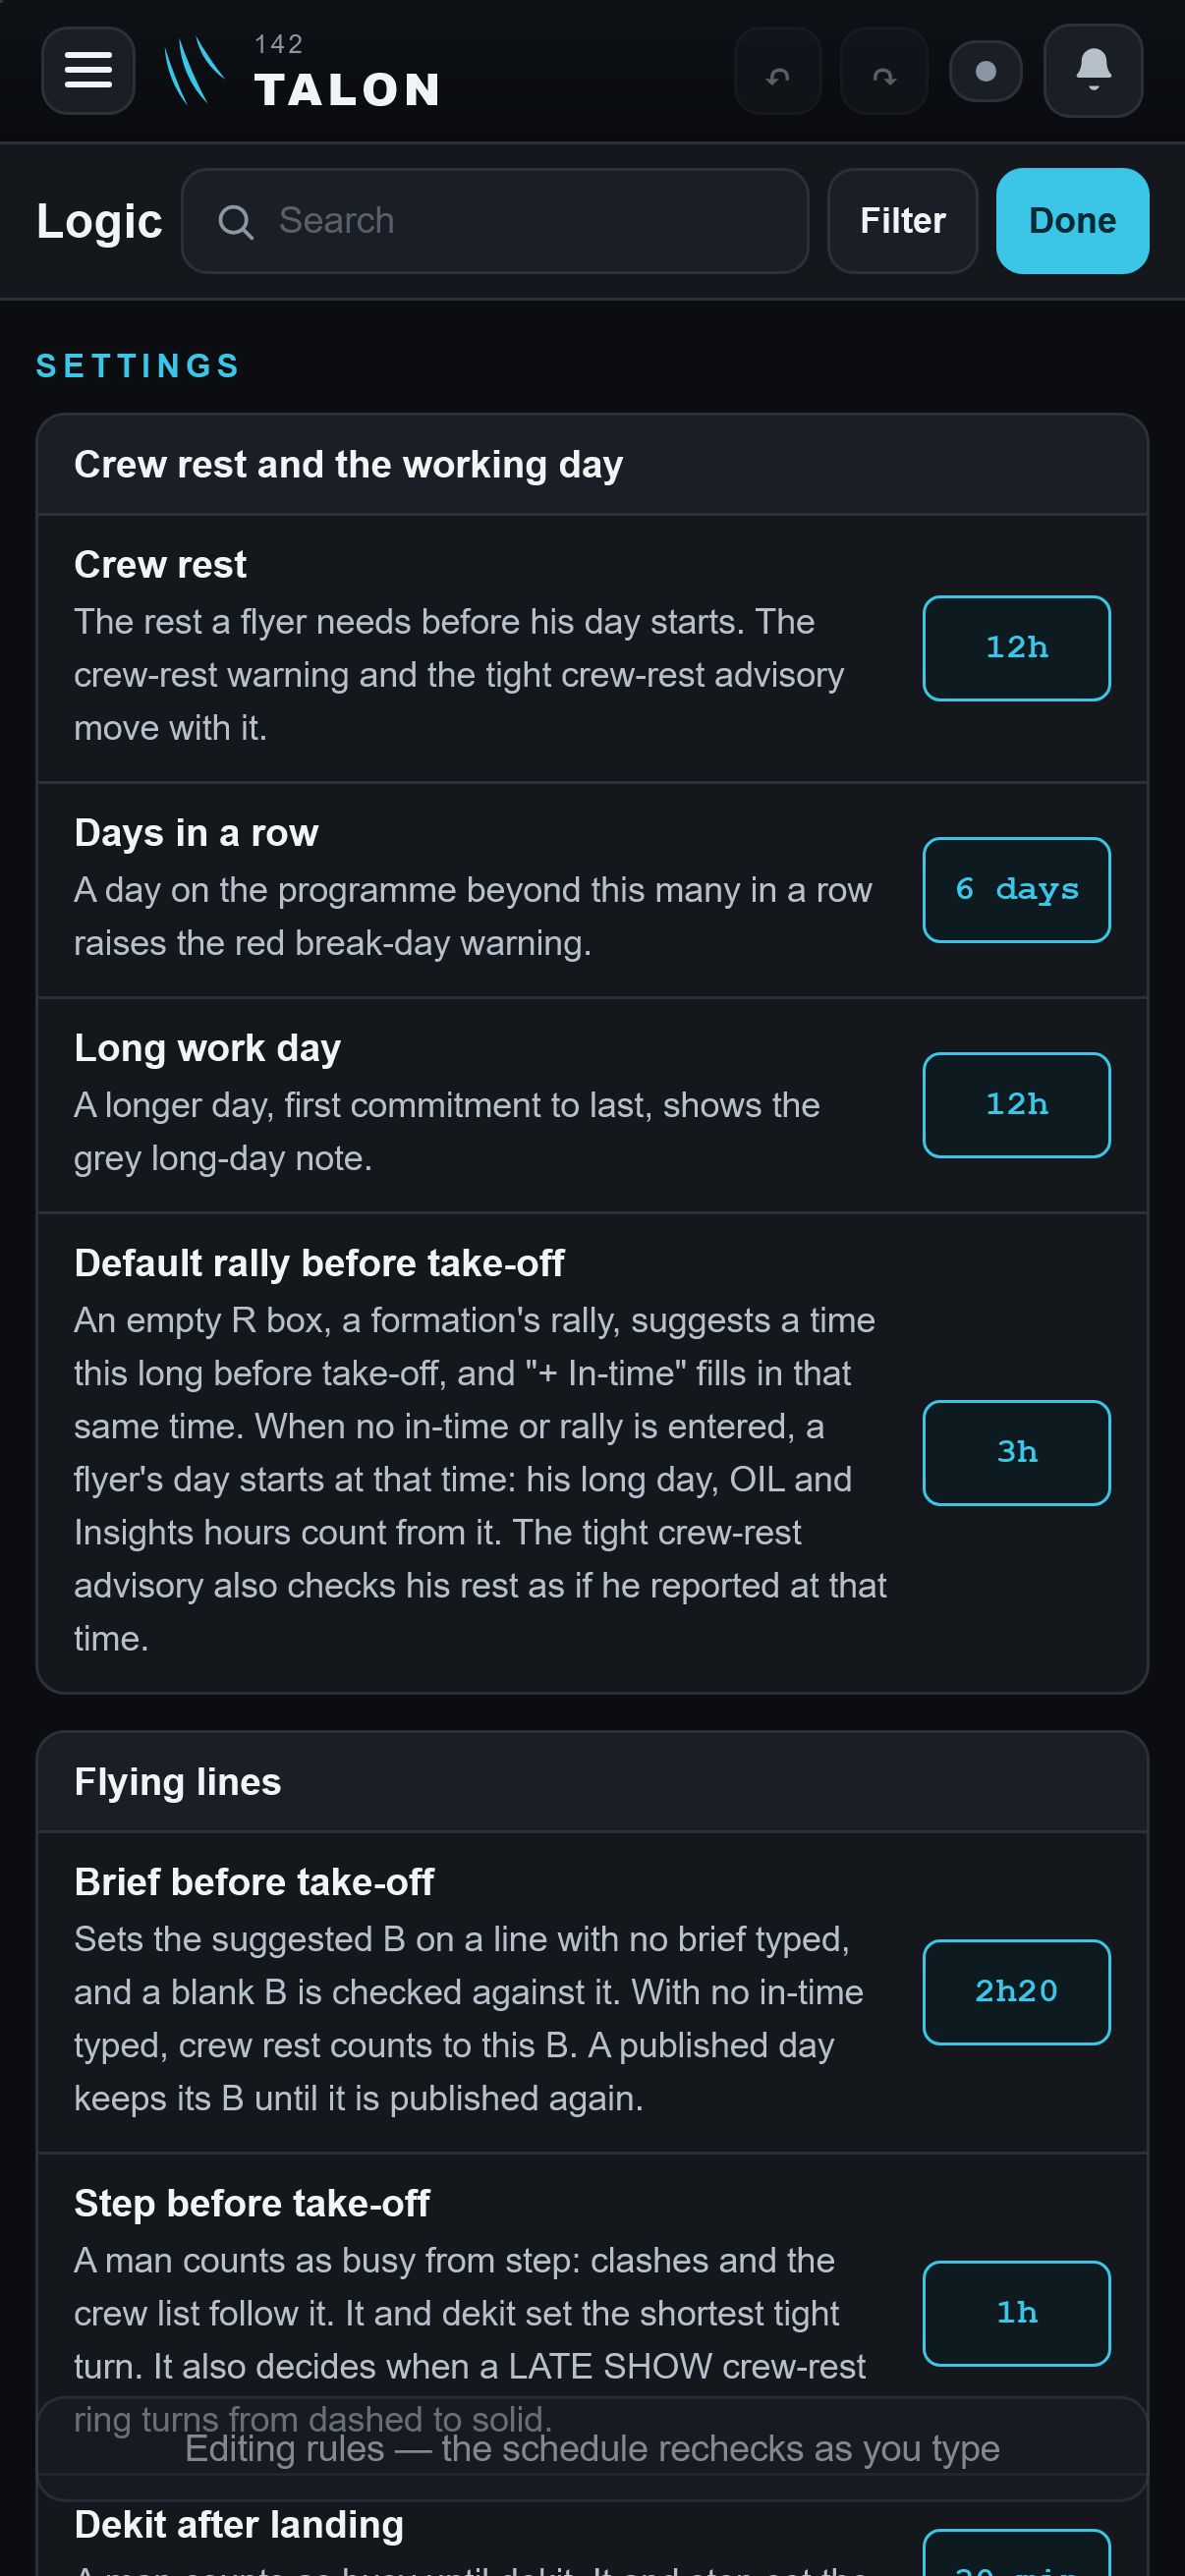 142
TALON
Logic
Search
Filter
Done
SETTINGS
Crew rest and the working day
Crew rest
The rest a flyer needs before his day starts. The
crew-rest warning and the tight crew-rest advisory
move with it.
12h
Days in a row
A day on the programme beyond this many in a row
raises the red break-day warning.
6 days
Long work day
A longer day, first commitment to last, shows the
grey long-day note.
12h
Default rally before take-off
An empty R box, a formation's rally, suggests a time
this long before take-off, and "+ In-time" fills in that
same time. When no in-time or rally is entered, a
flyer's day starts at that time: his long day, OIL and
Insights hours count from it. The tight crew-rest
advisory also checks his rest as if he reported at that
time.
3h
Flying lines
Brief before take-off
Sets the suggested B on a line with no brief typed,
and a blank B is checked against it. With no in-time
typed, crew rest counts to this B. A published day
keeps its B until it is published again.
2h20
Step before take-off
A man counts as busy from step: clashes and the
crew list follow it. It and dekit set the shortest tight
turn. It also decides when a LATE SHOW crew-rest
ring turns from dashed to solid.
1h
Editing rules — the schedule rechecks as you type
Dekit after landing
A man counts as busy until dekit. It and step set the